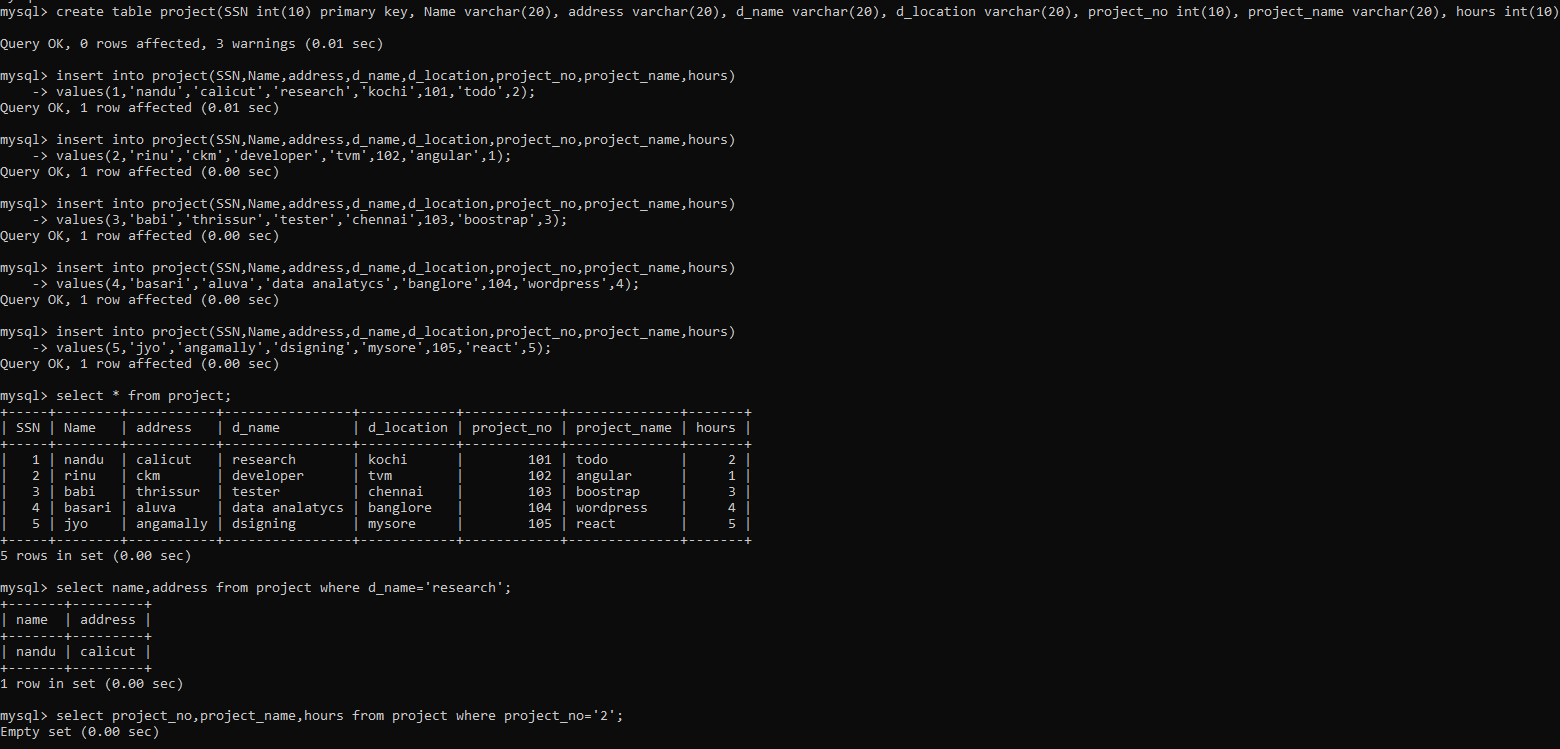 mysql> create table project(SSN int(10) primary key, Name varchar(20), address varchar(20), d_name varchar(20), d_location varchar(20), project_no int(10), project_name varchar(20), hours int(10)
Query OK, 0 rows affected, 3 warnings (0.01 sec)
mysql> insert into project(SSN,Name,address,d_name,d_location,project_no,project_name,hours)
    -> values(1,'nandu','calicut','research','kochi',101,'todo',2);
Query OK, 1 row affected (0.01 sec)
mysql> insert into project(SSN,Name,address,d_name,d_location,project_no,project_name,hours)
    -> values(2,'rinu','ckm','developer','tvm',102,'angular',1);
Query OK, 1 row affected (0.00 sec)
mysql> insert into project(SSN,Name,address,d_name,d_location,project_no,project_name,hours)
    -> values(3,'babi','thrissur','tester','chennai',103,'boostrap',3);
Query OK, 1 row affected (0.00 sec)
mysql> insert into project(SSN,Name,address,d_name,d_location,project_no,project_name,hours)
    -> values(4,'basari','aluva','data analatycs','banglore',104,'wordpress',4);
Query OK, 1 row affected (0.00 sec)
mysql> insert into project(SSN,Name,address,d_name,d_location,project_no,project_name,hours)
    -> values(5,'jyo','angamally','dsigning','mysore',105,'react',5);
Query OK, 1 row affected (0.00 sec)
mysql> select * from project;
+-----+--------+-----------+----------------+------------+------------+--------------+-------+
| SSN | Name   | address   | d_name         | d_location | project_no | project_name | hours |
+-----+--------+-----------+----------------+------------+------------+--------------+-------+
|   1 | nandu  | calicut   | research       | kochi      |        101 | todo         |     2 |
|   2 | rinu   | ckm       | developer      | tvm        |        102 | angular      |     1 |
|   3 | babi   | thrissur  | tester         | chennai    |        103 | boostrap     |     3 |
|   4 | basari | aluva     | data analatycs | banglore   |        104 | wordpress    |     4 |
|   5 | jyo    | angamally | dsigning       | mysore     |        105 | react        |     5 |
+-----+--------+-----------+----------------+------------+------------+--------------+-------+
5 rows in set (0.00 sec)
mysql> select name,address from project where d_name='research';
+-------+---------+
| name  | address |
+-------+---------+
| nandu | calicut |
+-------+---------+
1 row in set (0.00 sec)
mysql> select project_no,project_name,hours from project where project_no='2';
Empty set (0.00 sec)